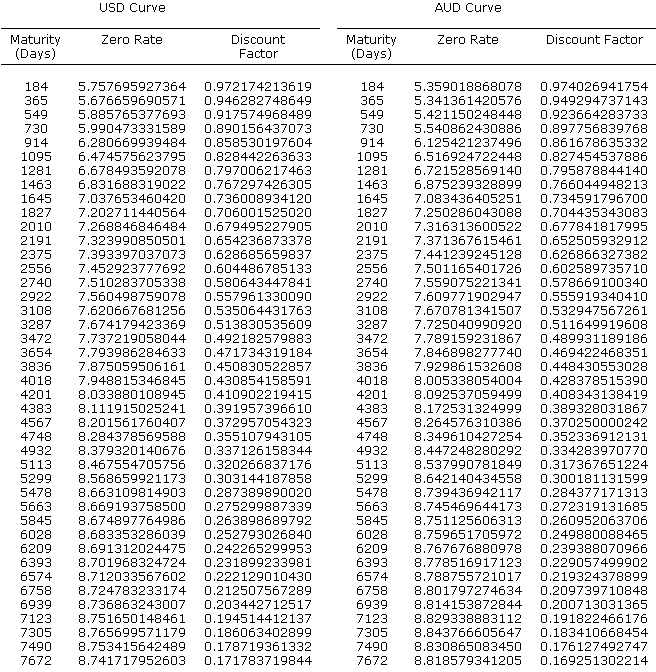 USD Curve AUD Curve
Maturity Zero Rate Discount Maturity Zero Rate Discount Factor
(Days) Factor (Days)
184 5.757695927364 0.972174213619 184 5.359018868078 0.974026941754
365 5.676659690571 0.946282748649 365 5.341361420576 0.949294737143
549 5.885765377693 0.917574968489 549 5.421150248448 0.923664283733
730 5.990473331589 0.890156437073 730 5.540862430886 0.897756839768
914 6.280669939484 0.858530197604 914 6.125421237496 0.861678635332
1095 6.474575623795 0.828442263633 1095 6.516924722448 0.827454537886
1281 6.678493592078 0.797006217463 1281 6.721528569140 0.795878844140
1463 6.831688319022 0.767297426305 1463 6.875239328899 0.766044948213
1645 7.037653460420 0.736008934120 1645 7.083436405251 0.734591796700
1827 7.202711440564 0.706001525020 1827 7.250286043088 0.704435343083
2010 7.268846846484 0.679495227905 2010 7.316313600522 0.677841817995
2191 7.323990850501 0.654236873378 2191 7.371367615461 0.652505932912
2375 7.393397037073 0.628685659837 2375 7.441239245128 0.626866327382
2556 7.452923777692 0.604486785133 2556 7.501165401726 0.602589735710
2740 7.510283705338 0.580643447841 2740 7.559075221341 0.578669100340
2922 7.560498759078 0.557961330090 2922 7.609771902947 0.555919340410
3108 7.620667681256 0.535064431763 3108 7.670781341507 0.532947567261
3287 7.674179423369 0.513830535609 3287 7.725040990920 0.511649919608
3472 7.737219058044 0.492182579883 3472 7.789159231867 0.489931189186
3654 7.793986284633 0.471734319184 3654 7.846898277740 0.469422468351
3836 7.875059506161 0.450830522857 3836 7.929861532608 0.448430553028
4018 7.948815346845 0.430854158591 4018 8.005338054004 0.428378515390
4201 8.033880108945 0.410902219415 4201 8.092537059499 0.408343138419
4383 8.111915025241 0.391957396610 4383 8.172531324999 0.389328031867
4567 8.201561760407 0.372957054323 4567 8.264576310386 0.370250000242
4748 8.284378569588 0.355107943105 4748 8.349610427254 0.352336912131
4932 8.379320140676 0.337126158344 4932 8.447248280292 0.334283970770
5113 8.467554705756 0.320266837176 5113 8.537990781849 0.317367651224
5299 8.568659921173 0.303144187858 5299 8.642140434558 0.300181131599
5478 8.663109814903 0.287389890020 5478 8.739436942117 0.284377171313
5663 8.669193758500 0.275299887339 5663 8.745469644173 0.272319131685
5845 8.674897764986 0.263898689792 5845 8.751125606313 0.260952063706
6028 8.683353286039 0.252793026840 6028 8.759651705972 0.249880088465
6209 8.691312024475 0.242265299953 6209 8.767676880978 0.239388070966
6393 8.701968324724 0.231899233981 6393 8.778516917123 0.229057499902
6574 8.712033567602 0.222129010430 6574 8.788755721017 0.219324378899
6758 8.724783233174 0.212507567289 6758 8.801797274634 0.209739710848
6939 8.736863243007 0.203442712517 6939 8.814153872844 0.200713031365
7123 8.751650148461 0.194514412137 7123 8.829338883112 0.191822466176
7305 8.765699571179 0.186063402899 7305 8.843766605647 0.183410668454
7490 8.753415642489 0.178719361332 7490 8.830865083450 0.176127492747
7672 8.741717952603 0.171783719844 7672 8.818579341203 0.169251302214